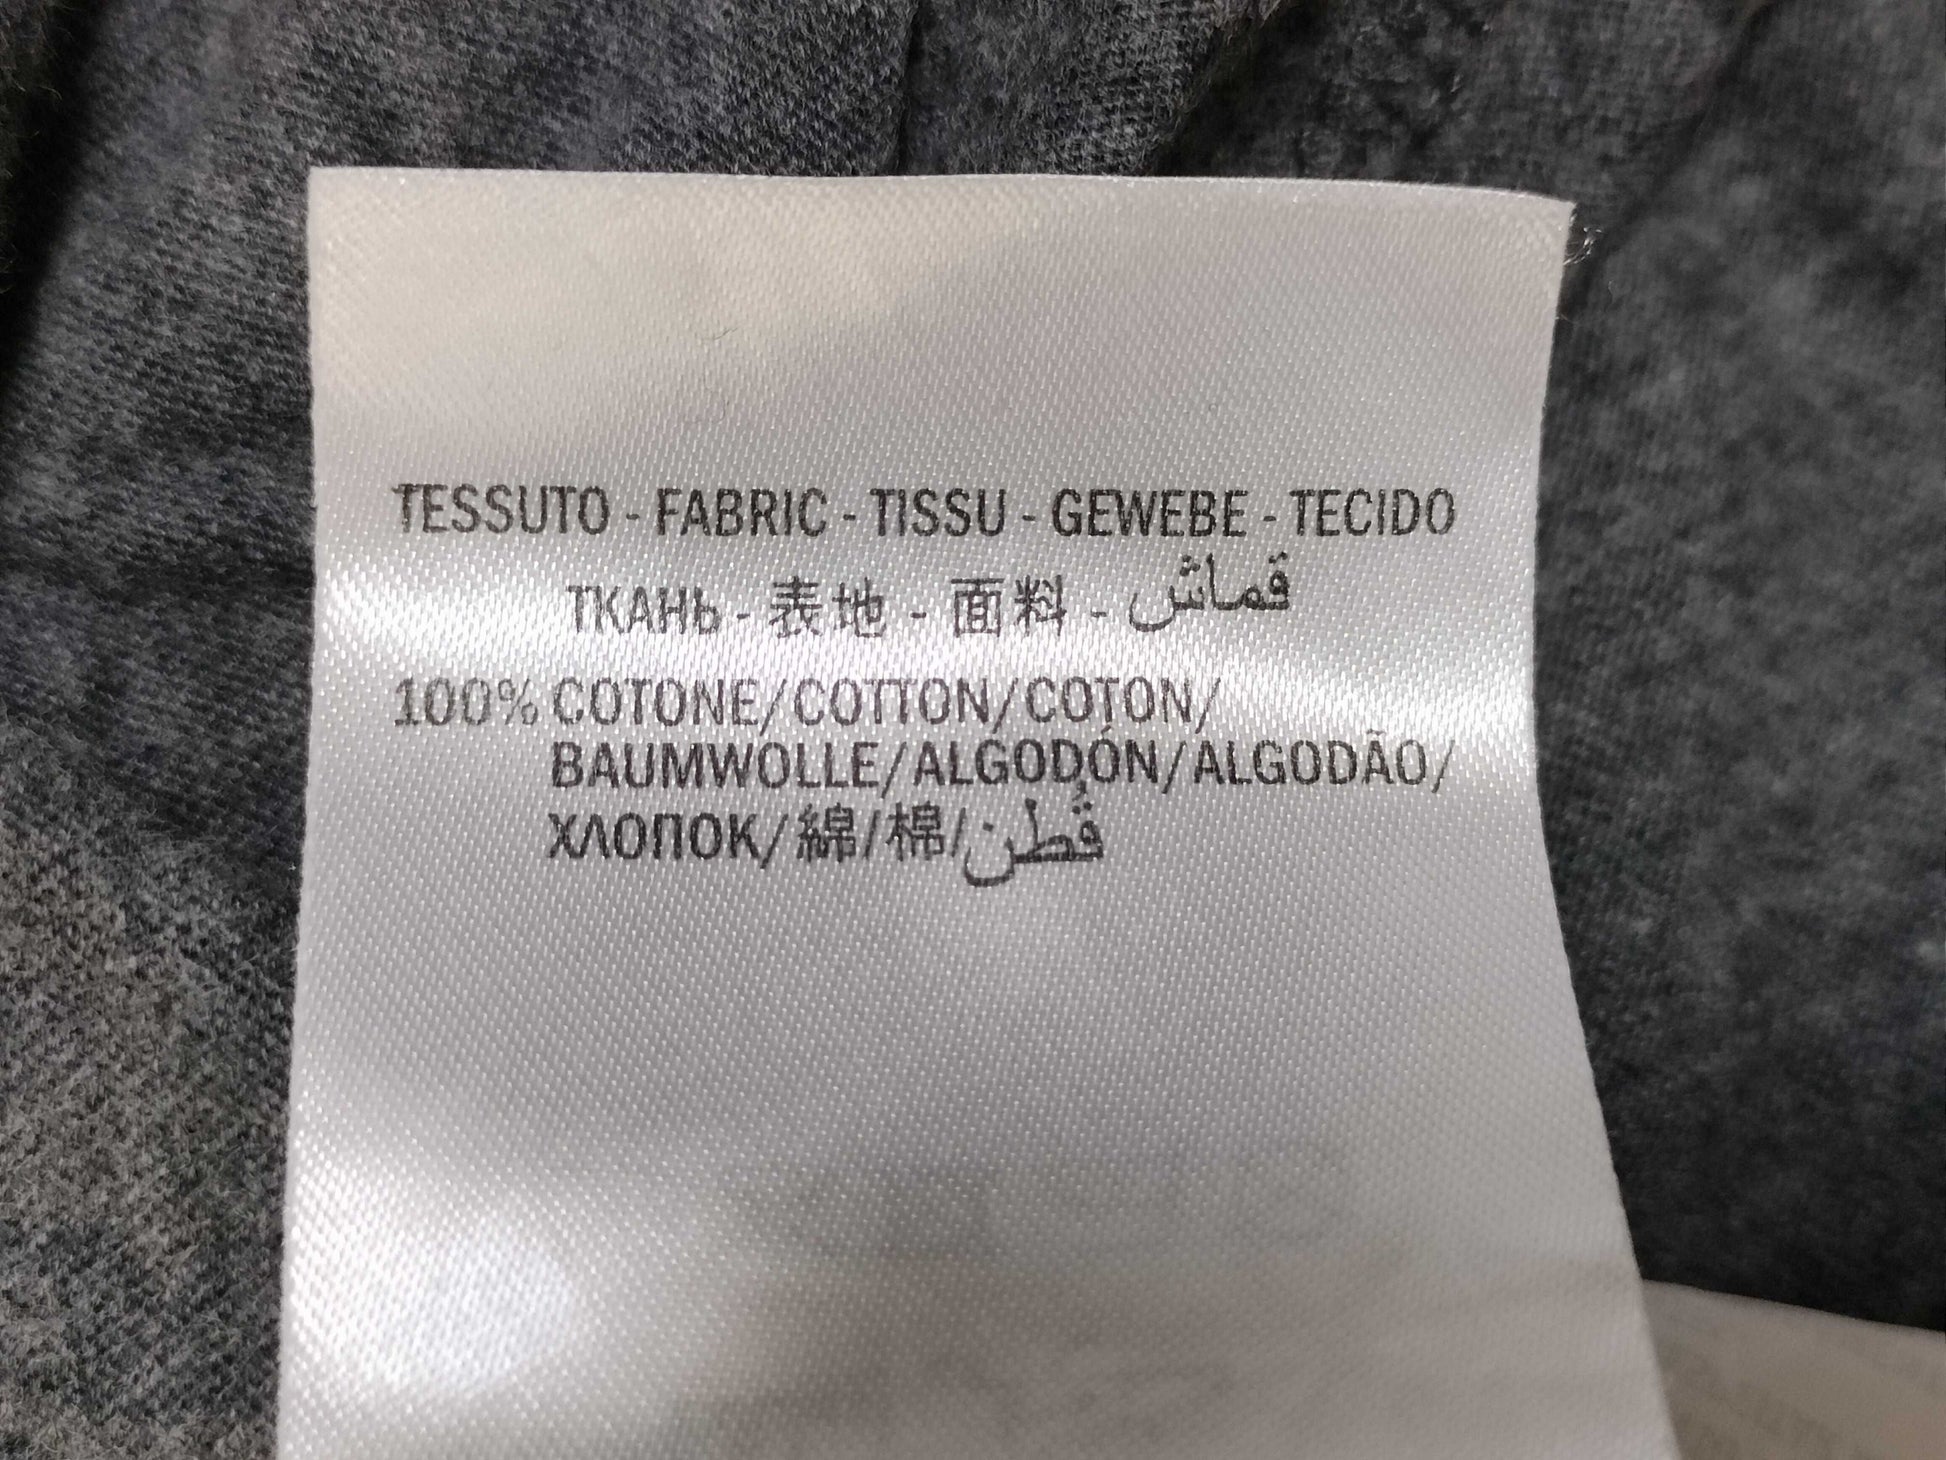 TESSUTO - FABRIC - TISSU - GEWEBE - TECIDO
ТКАНЬ - 表地 - 面料 - قماش
100% COTONE/COTTON/COTON/
BAUMWOLLE/ALGODÓN/ALGODÃO/
ХЛОПОК/綿/棉/قُطن